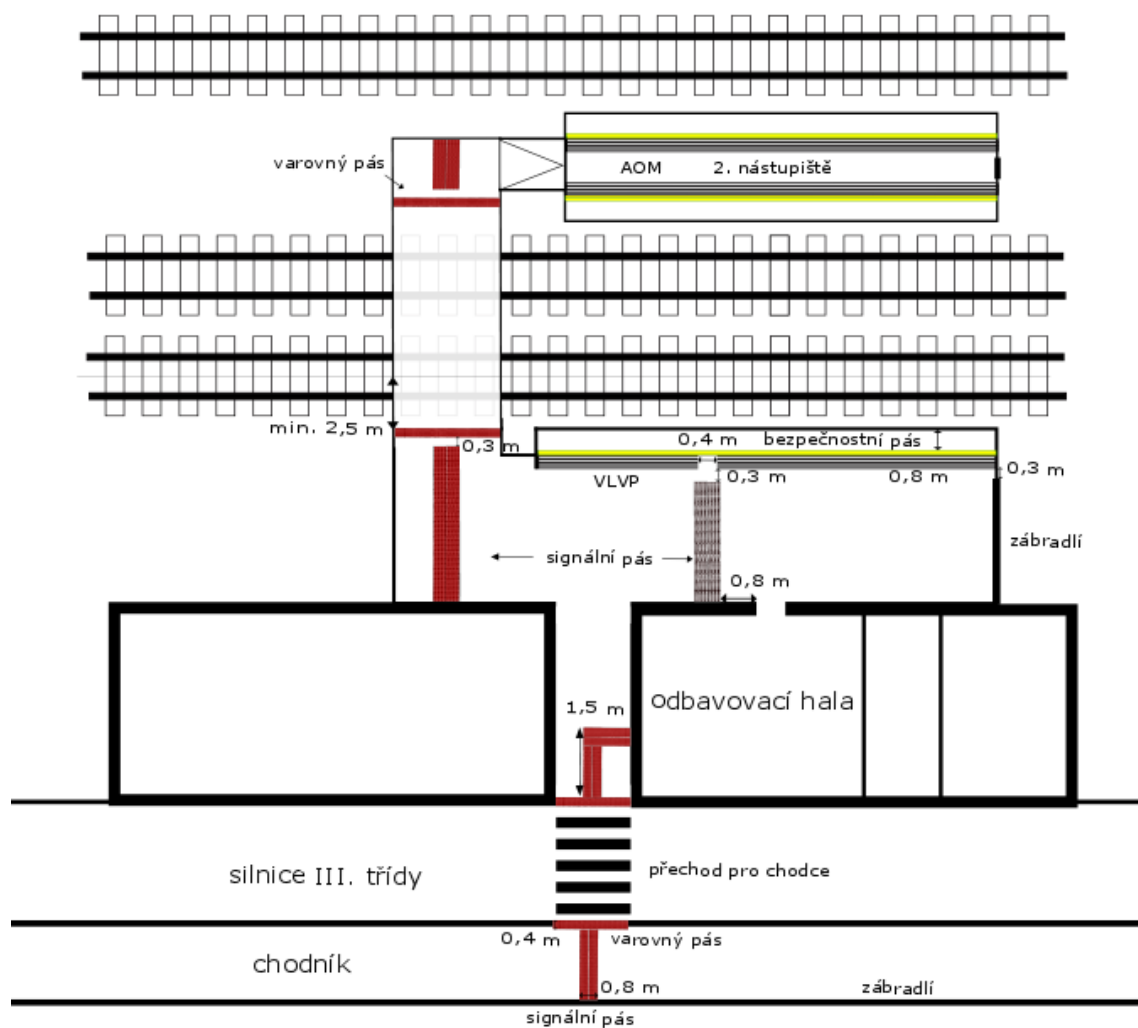 varovný pás
AOM 2. nástupiště
min. 2,5 m
0,3 m
0,4 m bezpečnostní pás
VLVP
0,3 m
0,8 m
0,3 m
signální pás
zábradlí
0,8 m
1,5 m
odbavovací hala
silnice III. třídy
přechod pro chodce
0,4 m
varovný pás
chodník
0,8 m
zábradlí
signální pás